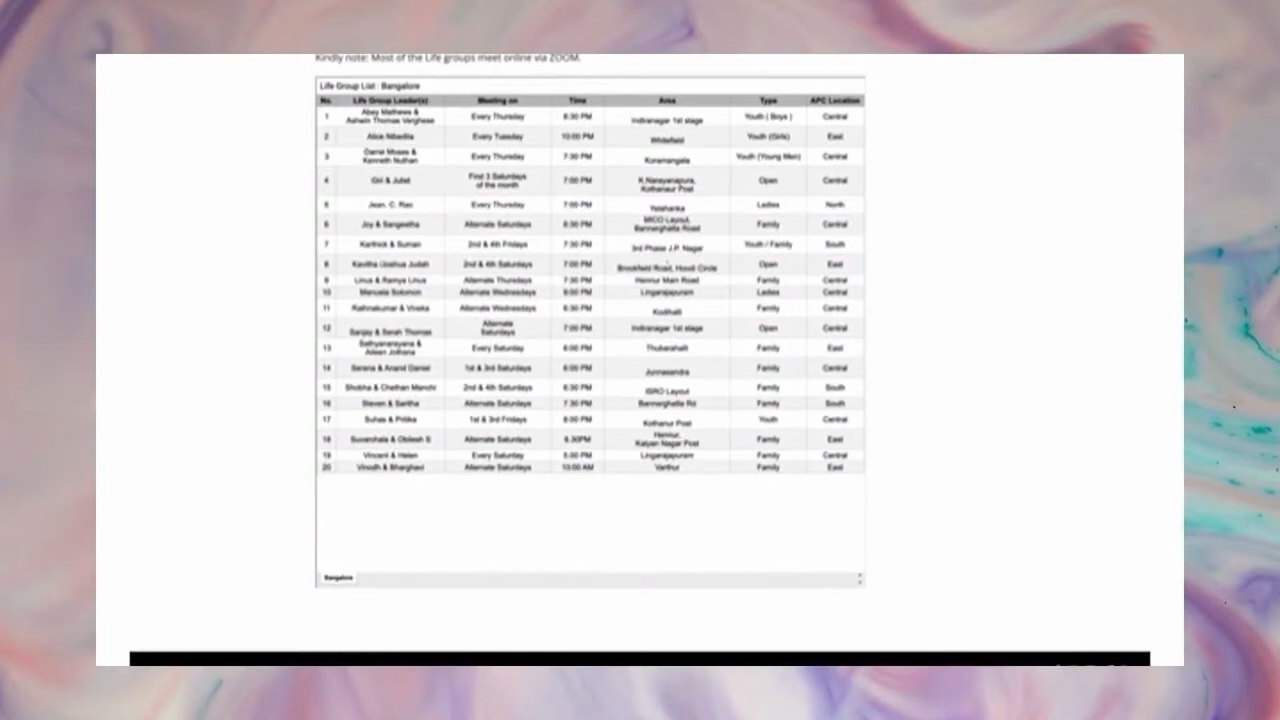 Kindly note: Most of the Life groups meet online via ZOOM.
Life Group List : Bangalore
No. Life Group Leader(s) Meeting on Time Area Type APC Location
1 Abey Mathews & Ashwin Thomas Verghese Every Thursday 8:30 PM Indiranagar 1st stage Youth ( Boys ) Central
2 Alice Nibedita Every Tuesday 10:00 PM Whitefield Youth (Girls) East
3 Daniel Moses & Kenneth Nuthan Every Thursday 7:30 PM Koramangala Youth (Young Men) Central
4 Giri & Juliet First 3 Saturdays of the month 7:00 PM K.Narayanapura, Kothanaur Post Open Central
5 Jean. C. Rao Every Thursday 7:00 PM Yelahanka Ladies North
6 Joy & Sangeetha Alternate Saturdays 6:30 PM MICO Layout, Bannerghatta Road Family Central
7 Karthick & Suman 2nd & 4th Fridays 7:30 PM 3rd Phase J.P. Nagar Youth / Family South
8 Kavitha /Joshua Judah 2nd & 4th Saturdays 7:00 PM Brookfield Road, Hoodi Circle Open East
9 Linus & Ramya Linus Alternate Thursdays 7:30 PM Hennur Main Road Family Central
10 Manuela Solomon Alternate Wednesdays Lingarajapuram Ladies Central
11 Rathnakumar & Viveka Alternate Wednesdays 6:30 PM Kodihalli Family Central
12 Sanjay & Sarah Thomas Alternate Saturdays 7:00 PM Indiranagar 1st stage Open Central
13 Sathyanarayana & Aileen Every Saturday 6:00 PM Thubarahalli Family East
14 Serena & Anand Daniel 1st & 3rd Saturdays 6:00 PM Junnasandra Family Central
15 Shobha & Chethan 2nd & 4th Saturdays 6:30 PM ISRO Layout Family South
16 Steven & Saritha Alternate Saturdays 7.30 PM Bannerghatta Rd Family South
17 Suhas & Pritika 1st & 3rd Fridays 8:00 PM Kothanur Post Youth Central
18 Suvarchala & Obilesh S Alternate Saturdays 6.30PM Hennur, Kalyan Nagar Post Family East
19 Vincent & Helen Every Saturday 5.00 PM Lingarajapuram Family Central
20 Vinodh & Bharghavi Alternate Saturdays 10:00 AM Varthur Family East
Bangalore